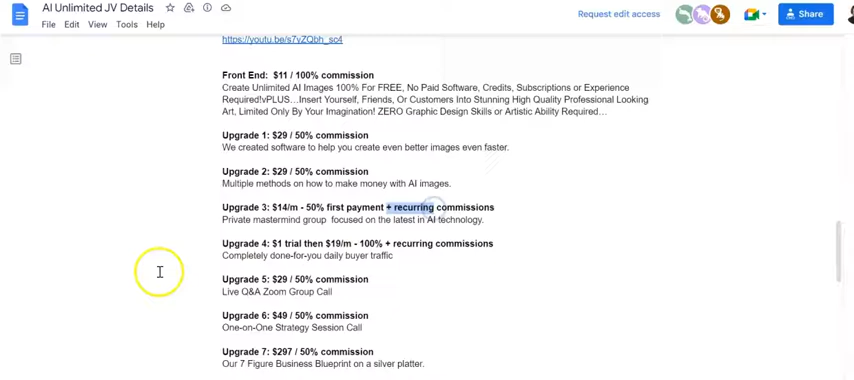 AI Unlimited JV Details
File Edit View Tools Help
Request edit access
Share
https://youtu.be/s7vZQbh_sc4
Front End: $11 / 100% commission
Create Unlimited AI Images 100% For FREE, No Paid Software, Credits, Subscriptions or Experience
Required!vPLUS…Insert Yourself, Friends, Or Customers Into Stunning High Quality Professional Looking
Art, Limited Only By Your Imagination! ZERO Graphic Design Skills or Artistic Ability Required…
Upgrade 1: $29 / 50% commission
We created software to help you create even better images even faster.
Upgrade 2: $29 / 50% commission
Multiple methods on how to make money with AI images.
Upgrade 3: $14/m - 50% first payment + recurring commissions
Private mastermind group focused on the latest in AI technology.
Upgrade 4: $1 trial then $19/m - 100% + recurring commissions
Completely done-for-you daily buyer traffic
Upgrade 5: $29 / 50% commission
Live Q&A Zoom Group Call
Upgrade 6: $49 / 50% commission
One-on-One Strategy Session Call
Upgrade 7: $297 / 50% commission
Our 7 Figure Business Blueprint on a silver platter.